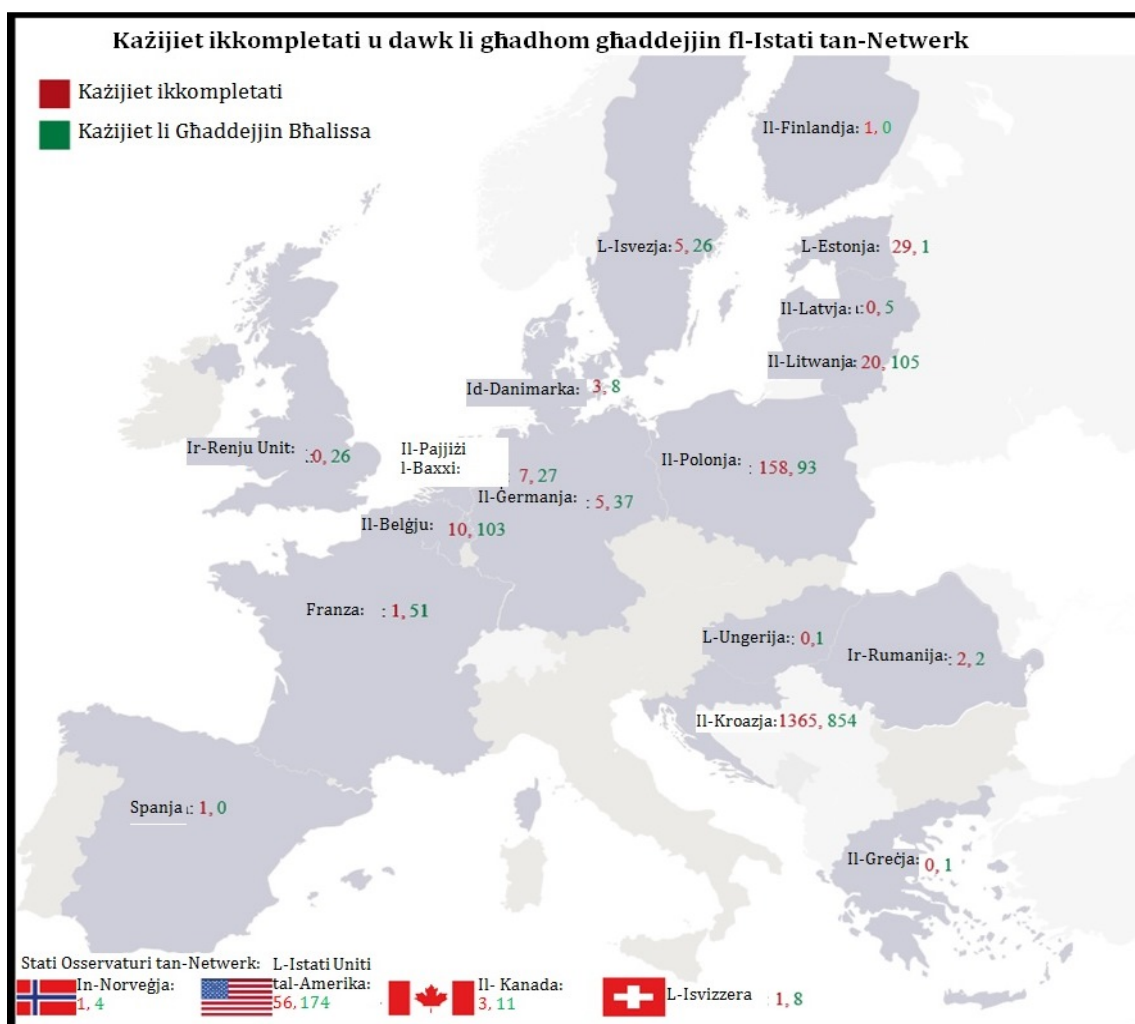 Każijiet ikkompletati u dawk li għadhom għaddejjin fl-Istati tan-Netwerk
Każijiet ikkompletati
Każijiet li Għaddejjin Bħalissa
Il-Finlandja: 1, 0
L-Isvezja: 5, 26
L-Estonja: 29, 1
Il-Latvja: 0, 5
Il-Litwanja: 20, 105
Id-Danimarka: 3, 8
Ir-Renju Unit: 0, 26
Il-Pajjiżi
l-Baxxi: : 7, 27
Il-Polonja: : 158, 93
Il-Ġermanja: : 5, 37
Il-Belġju: 10, 103
Franza: : 1, 51
L-Ungerija: : 0,1
Ir-Rumanija: : 2, 2
Il-Kroazja: 1365, 854
Spanja : 1, 0
Il-Greċja: 0, 1
Stati Osservaturi tan-Netwerk:
In-Norveġja:
1, 4
L-Istati Uniti
tal-Amerika:
56, 174
Il- Kanada:
3, 11
L-Isvizzera : 1, 8